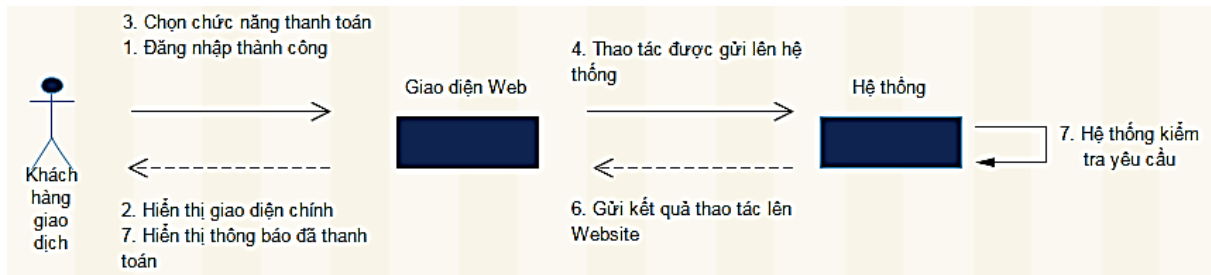 3. Chọn chức năng thanh toán
1. Đăng nhập thành công
4. Thao tác được gửi lên hệ
thống
Giao diện Web
Hệ thống
7. Hệ thống kiểm
tra yêu cầu
Khách
hàng
giao
dịch
2. Hiển thị giao diện chính
7. Hiển thị thông báo đã thanh
toán
6. Gửi kết quả thao tác lên
Website